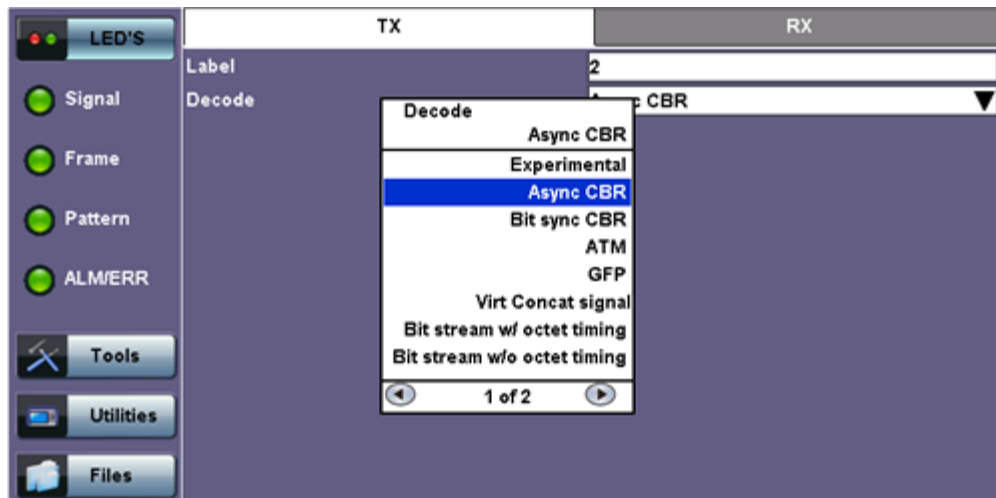 LED'S
TX
RX
Label
2
Signal
Decode
c CBR
Decode
Async CBR
Frame
Experimental
Async CBR
Pattern
Bit sync CBR
ATM
GFP
ALM/ERR
Virt Concat signal
Bit stream w/ octet timing
Tools
Bit stream w/o octet timing
1 of 2
Utilities
Files